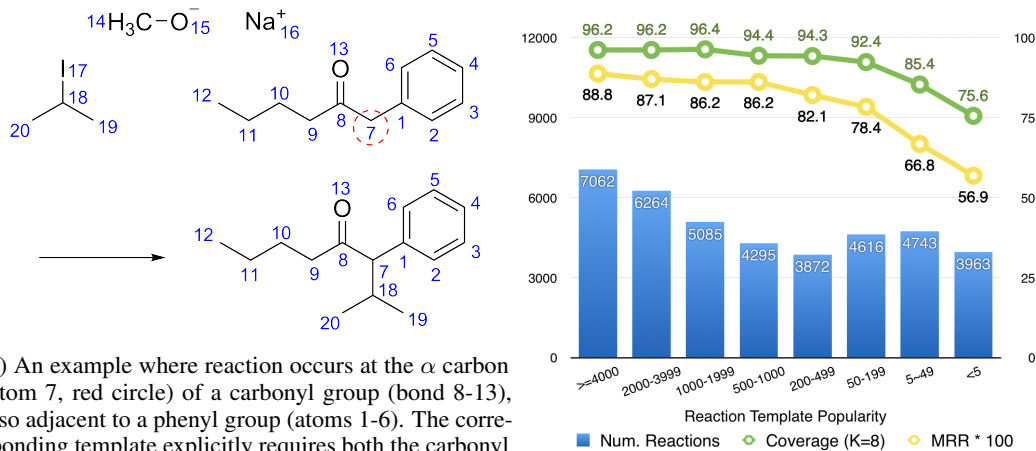 14 H3C–O− 15 Na+ 16
I 17
18
20 19
13
O
12 10 6 5 4
11 9 8 7 1 2 3
13
O
12 10 6 5 4
11 9 8 7 1 2 3
18
20 19
) An example where reaction occurs at the α carbon
tom 7, red circle) of a carbonyl group (bond 8-13),
so adjacent to a phenyl group (atoms 1-6). The corre-
ponding template explicitly requires both the carbonyl
96.2 96.2 96.4 94.4 94.3 92.4 85.4 75.6
88.8 87.1 86.2 86.2 82.1 78.4 66.8 56.9
12000 100
9000 75
6000 50
3000 25
0 0
7062 6264 5085 4295 3872 4616 4743 3963
>=4000 2000-3999 1000-1999 500-1000 200-499 50-199 5~49 <5
Reaction Template Popularity
Num. Reactions Coverage (K=8) MRR * 100